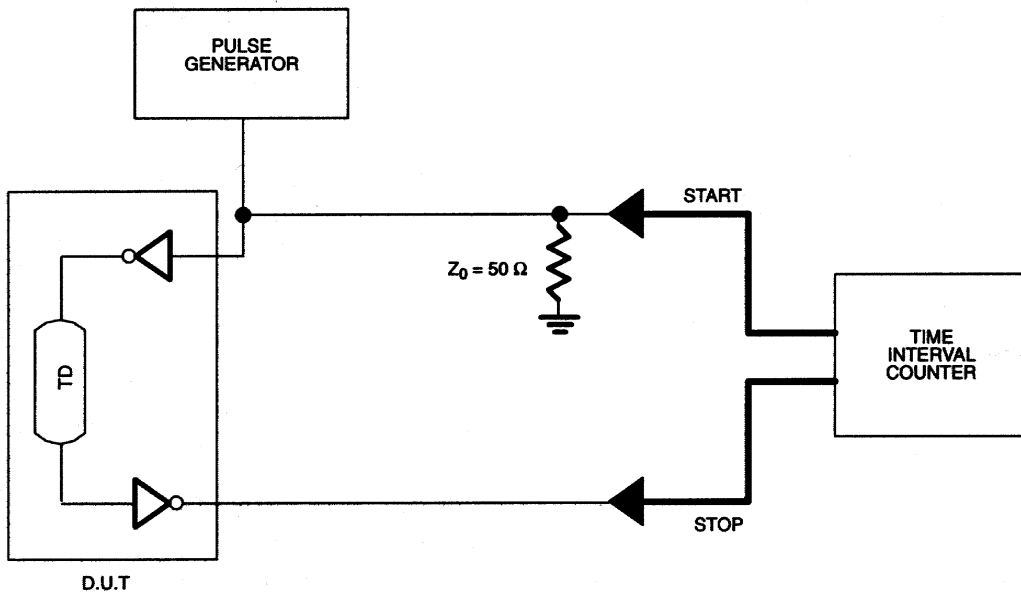 PULSE
GENERATOR
START
Z0 = 50 Ω
TIME
INTERVAL
COUNTER
TD
STOP
D.U.T